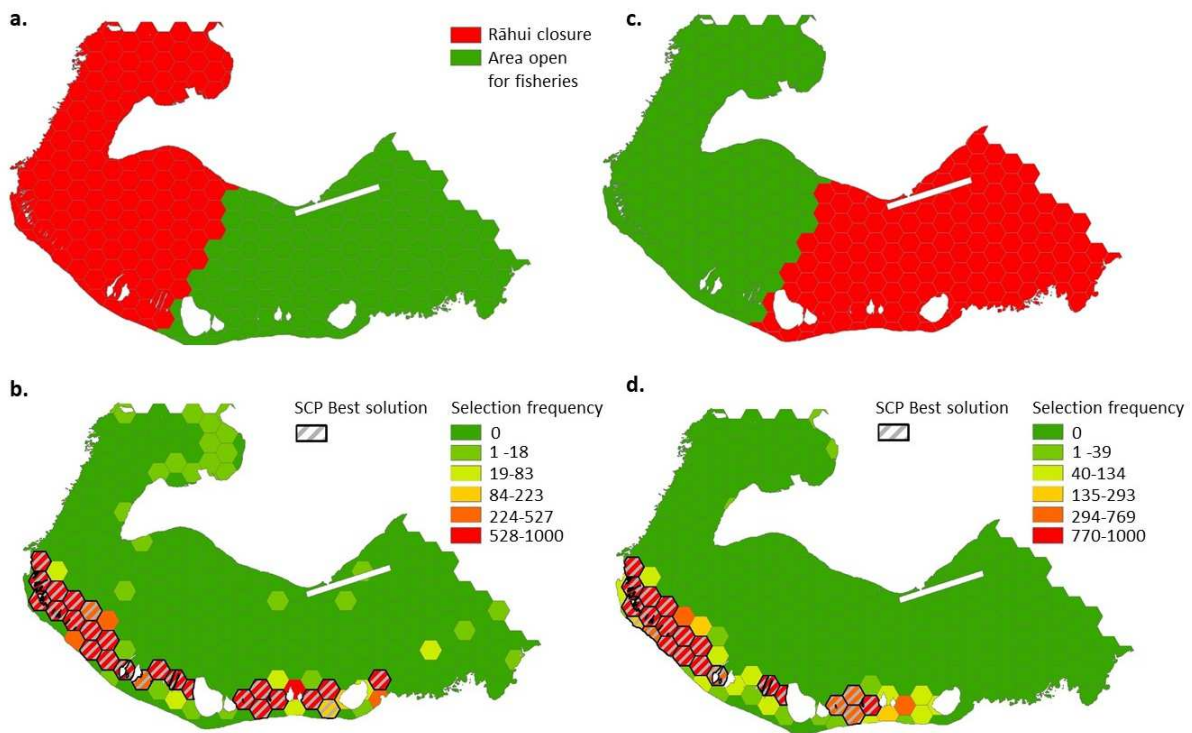 a.
Rāhui closure
Area open
for fisheries
c.
b.
SCP Best solution
Selection frequency
0
1 -18
19-83
84-223
224-527
528-1000
d.
SCP Best solution
Selection frequency
0
1 -39
40-134
135-293
294-769
770-1000